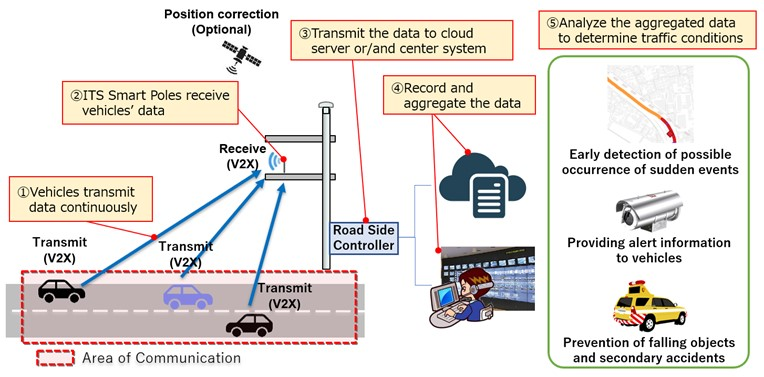 Position correction
(Optional)
③Transmit the data to cloud
server or/and center system
⑤Analyze the aggregated data
to determine traffic conditions
②ITS Smart Poles receive
vehicles’ data
④Record and
aggregate the data
Receive
(V2X)
①Vehicles transmit
data continuously
Transmit
(V2X)
Transmit
(V2X)
Transmit
(V2X)
Road Side
Controller
Early detection of possible
occurrence of sudden events
Providing alert information
to vehicles
Prevention of falling objects
and secondary accidents
Area of Communication